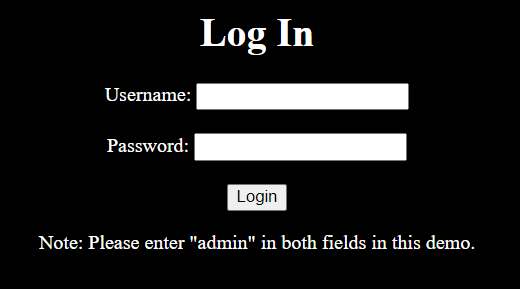 Log In
Username:
Password:
Login
Note: Please enter "admin" in both fields in this demo.